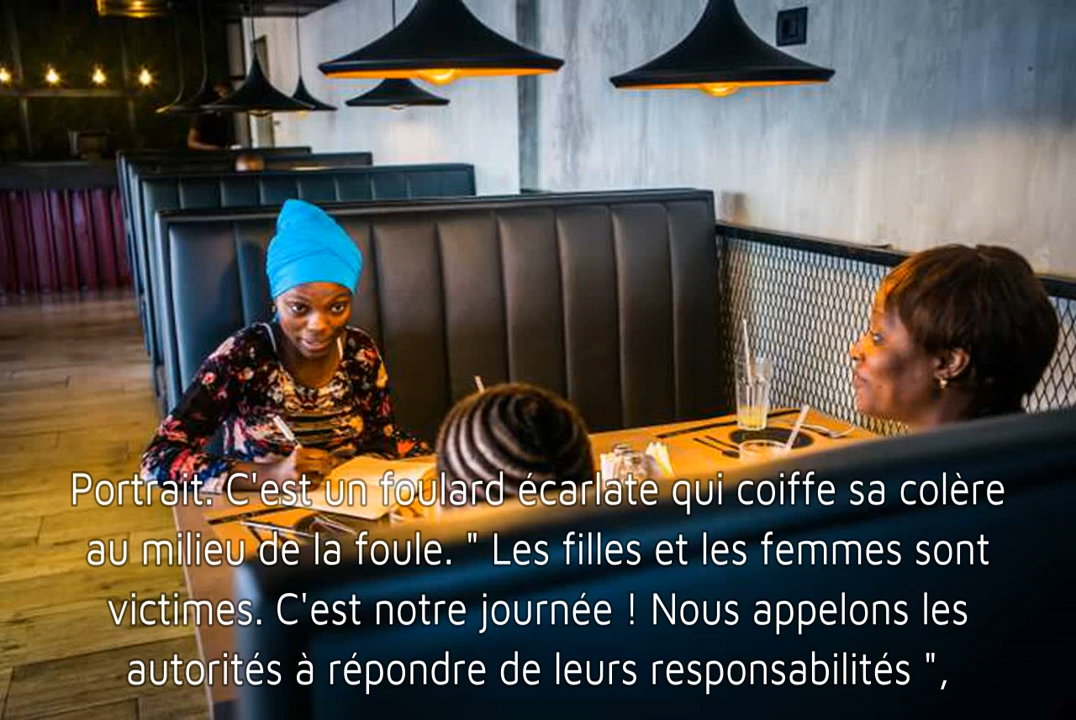 Portrait. C'est un foulard écarlate qui coiffe sa colère
au milieu de la foule. " Les filles et les femmes sont
victimes. C'est notre journée ! Nous appelons les
autorités à répondre de leurs responsabilités ",